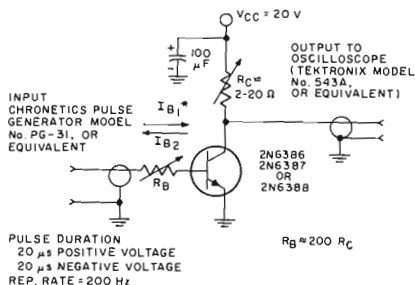 VCC = 20 V
+
100
μF
-
RC=
2-20 Ω
OUTPUT TO
OSCILLOSCOPE
(TEKTRONIX MODEL
No. 543A,
OR EQUIVALENT)
INPUT
CHRONETICS PULSE
GENERATOR MODEL
No. PG-31, OR
EQUIVALENT
IB1*
IB2
RB
2N6386
2N6387
OR
2N6388
PULSE DURATION
20 μs POSITIVE VOLTAGE
20 μs NEGATIVE VOLTAGE
REP. RATE = 200 Hz
RB ≈ 200 RC